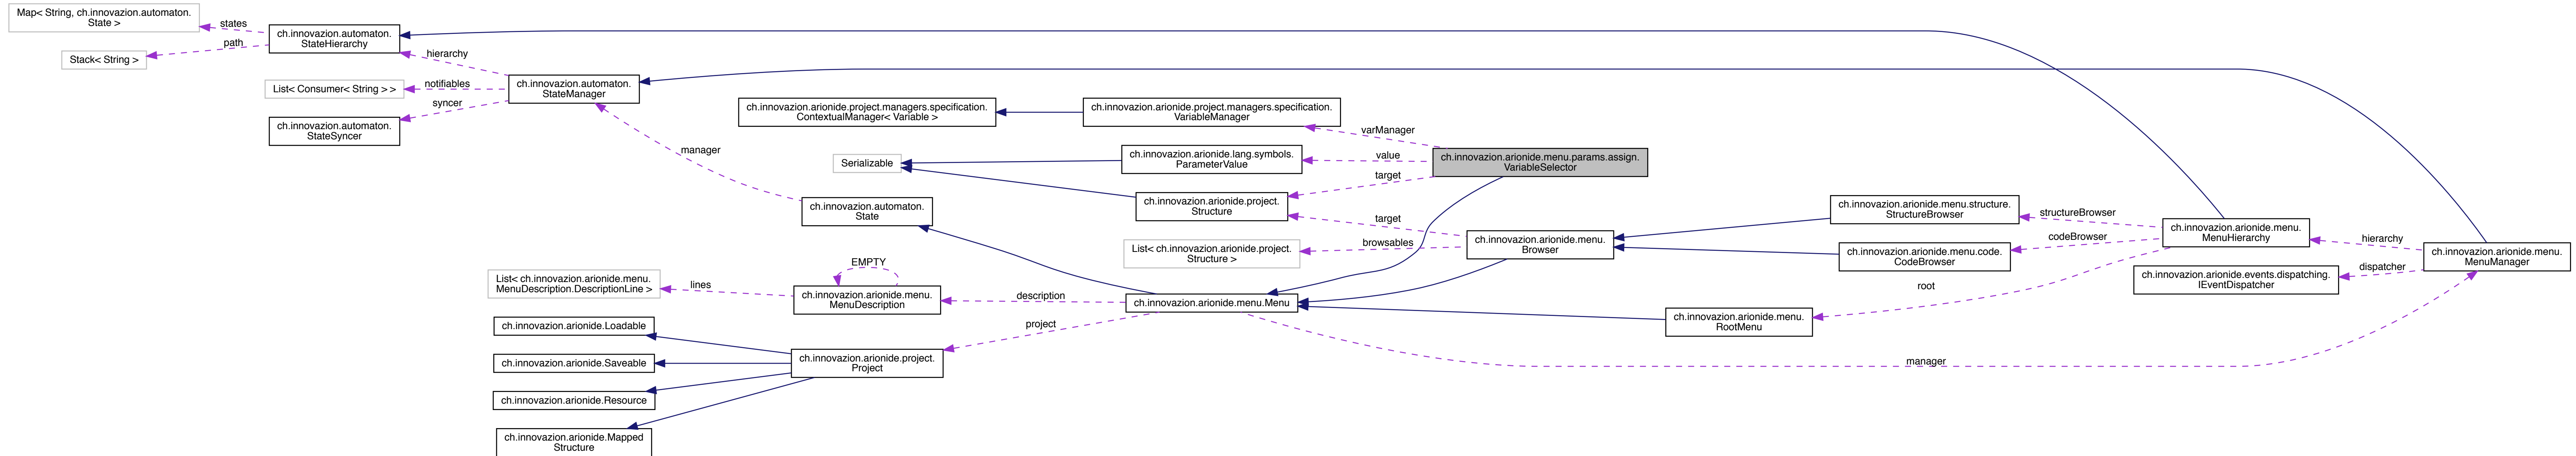 Map< String, ch.innovazion.automaton.
State >
states
path
Stack< String >
ch.innovazion.automaton.
StateHierarchy
_hierarchy
List< Consumer< String > >
notifiables
syncer
ch.innovazion.automaton.
StateSyncer
ch.innovazion.automaton.
StateManager
manager
ch.innovazion.arionide.project.managers.specification.
ContextualManager< Variable >
ch.innovazion.arionide.project.managers.specification.
VariableManager
varManager
Serializable
ch.innovazion.arionide.lang.symbols.
ParameterValue
value
ch.innovazion.arionide.menu.params.assign.
VariableSelector
target
ch.innovazion.arionide.project.
Structure
target
ch.innovazion.automaton.
State
List< ch.innovazion.arionide.project.
Structure >
browsables
ch.innovazion.arionide.menu.
Browser
ch.innovazion.arionide.menu.structure.
StructureBrowser
structureBrowser
ch.innovazion.arionide.menu.code.
CodeBrowser
codeBrowser
ch.innovazion.arionide.menu.
MenuHierarchy
hierarchy
ch.innovazion.arionide.menu.
MenuManager
dispatcher
ch.innovazion.arionide.events.dispatching.
IEventDispatcher
root
List< ch.innovazion.arionide.menu.
MenuDescription.DescriptionLine >
lines
EMPTY
ch.innovazion.arionide.menu.
MenuDescription
description
ch.innovazion.arionide.menu.Menu
ch.innovazion.arionide.menu.
RootMenu
project
manager
ch.innovazion.arionide.Loadable
ch.innovazion.arionide.Saveable
ch.innovazion.arionide.project.
Project
ch.innovazion.arionide.Resource
ch.innovazion.arionide.Mapped
Structure